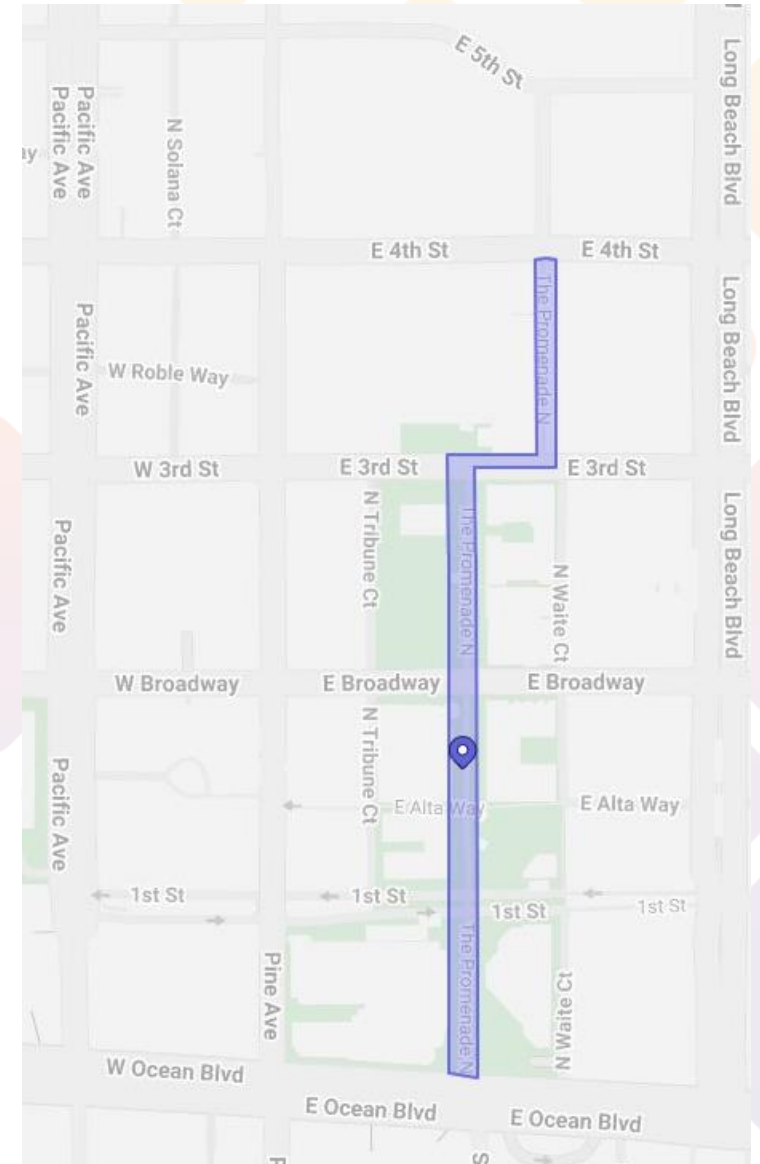 E 5th St
Long Beach Blvd
Pacific Ave
Pacific Ave
N Solana Ct
ay
E 4th St
E 4th St
The Promenade N
Long Beach Blvd
Pacific Ave
W Roble Way
W 3rd St
E 3rd St
E 3rd St
N Tribune Ct
The Promenade N
Long Beach Blvd
Pacific Ave
N Waite Ct
W Broadway
E Broadway
E Broadway
N Tribune Ct
Pacific Ave
E Alta Way
E Alta Way
1st St
1st St
1st St
1st St
The Promenade N
Pine Ave
N Waite Ct
W Ocean Blvd
E Ocean Blvd
E Ocean Blvd